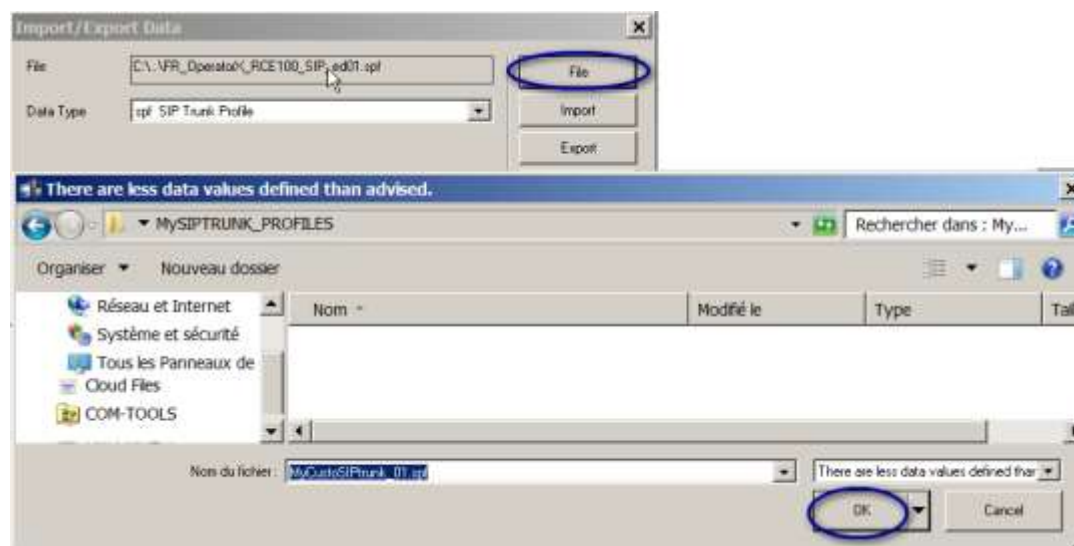 Import/Export Data
File
C:\..\FR_OperatorX_RCE100_SIP_ed01.spf
File
Data Type
spf SIP Trunk Profile
Import
Export
There are less data values defined than advised.
MySIPTRUNK_PROFILES
Rechercher dans : My...
Organiser
Nouveau dossier
Réseau et Internet
Système et sécurité
Tous les Panneaux de
Cloud Files
COM-TOOLS
Nom
Modifié le
Type
Tail
Nom du fichier :
MyCustoSIPtrunk_01.spf
There are less data values defined than
OK
Cancel